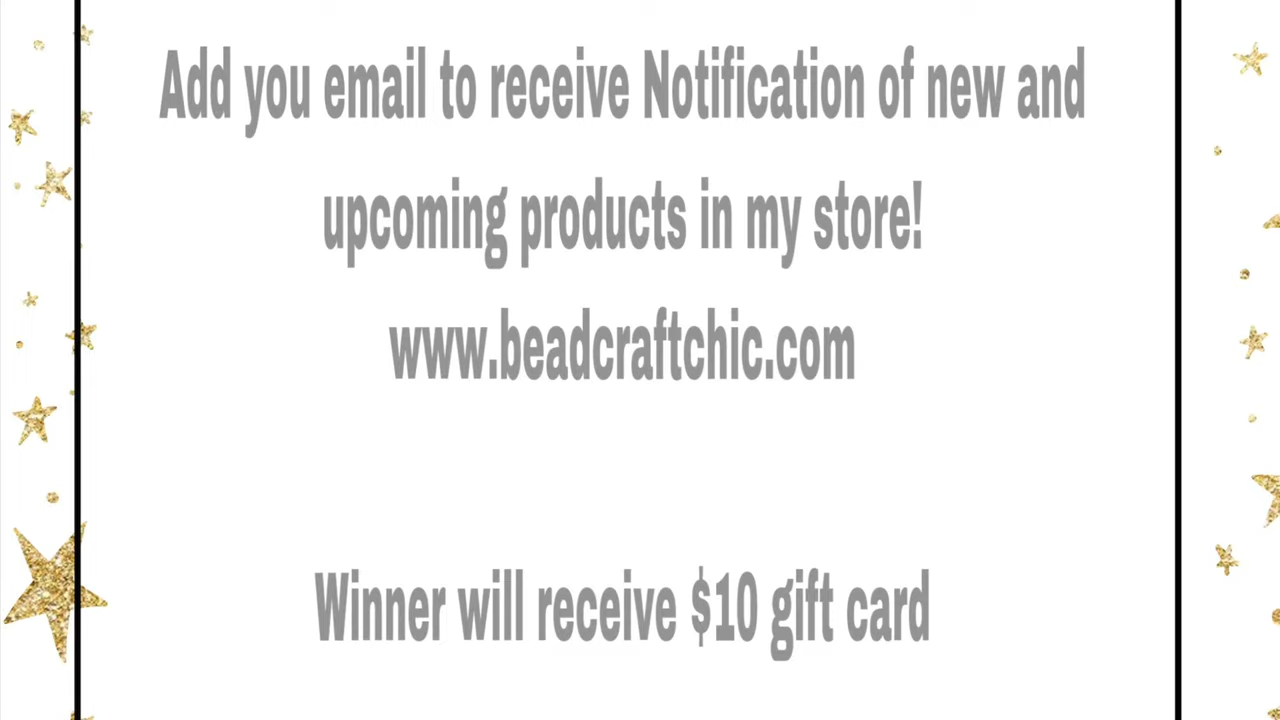 Add you email to receive Notification of new and
upcoming products in my store!
www.beadcraftchic.com
Winner will receive $10 gift card